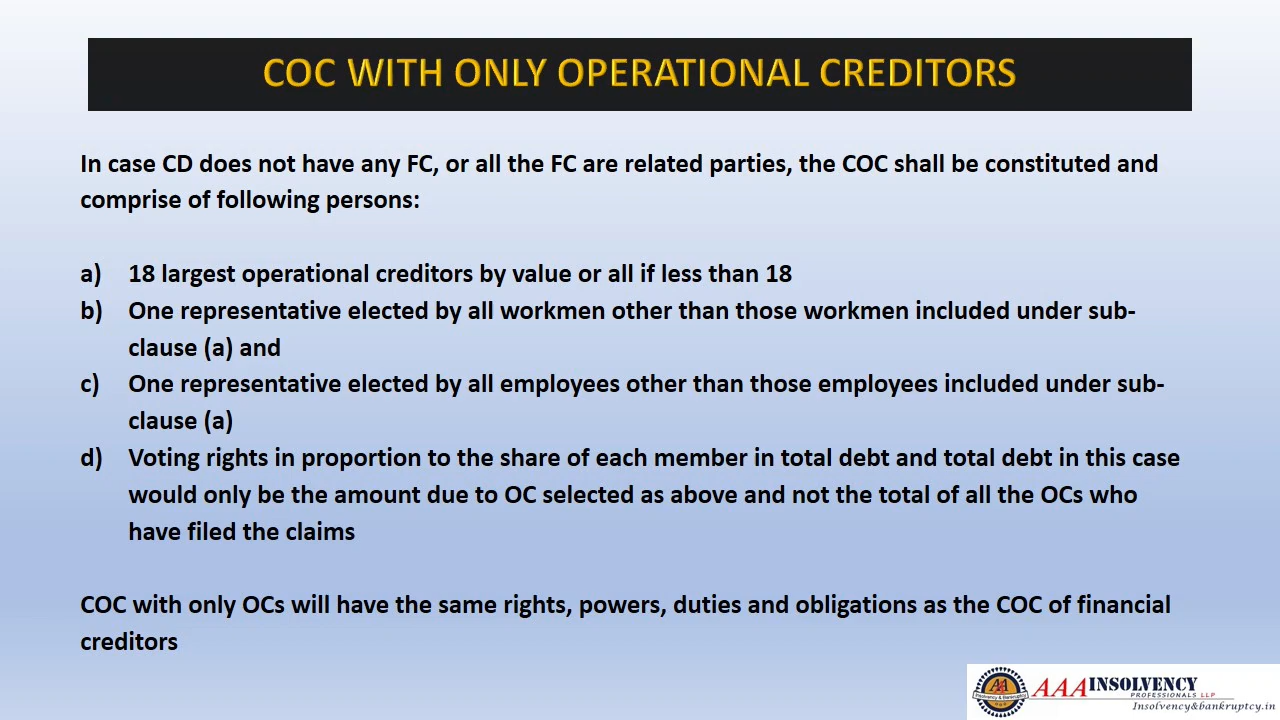 COC WITH ONLY OPERATIONAL CREDITORS
In case CD does not have any FC, or all the FC are related parties, the COC shall be constituted and
comprise of following persons:
a) 18 largest operational creditors by value or all if less than 18
b) One representative elected by all workmen other than those workmen included under sub-
clause (a) and
c) One representative elected by all employees other than those employees included under sub-
clause (a)
d) Voting rights in proportion to the share of each member in total debt and total debt in this case
would only be the amount due to OC selected as above and not the total of all the OCs who
have filed the claims
COC with only OCs will have the same rights, powers, duties and obligations as the COC of financial
creditors
AAA INSOLVENCY
PROFESSIONALS LLP
Insolvency&bankruptcy.in